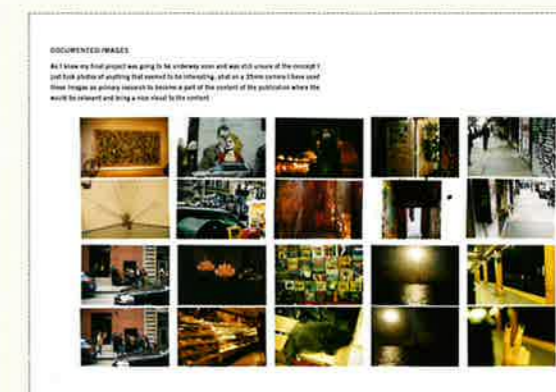 DOCUMENTED IMAGES
As I knew my final project was going to be underway soon and was still unsure of the concept I
just took photos of anything that seemed to be interesting, shot on a 35mm camera I have used
these images as primary research to become a part of the content of the publication where the
would be relevant and bring a nice visual to the content